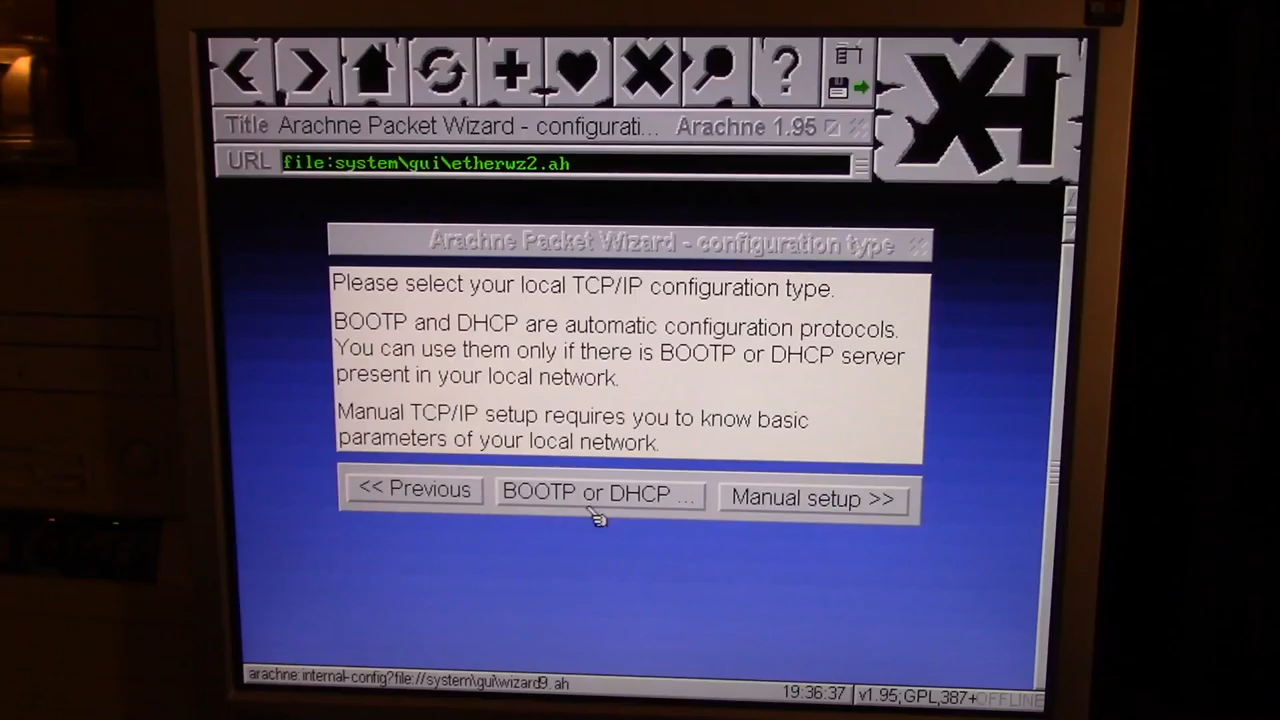 Title Arachne Packet Wizard - configurati... Arachne 1.95
URL file:system\gui\etherwz2.ah
Arachne Packet Wizard - configuration type
Please select your local TCP/IP configuration type.
BOOTP and DHCP are automatic configuration protocols.
You can use them only if there is BOOTP or DHCP server
present in your local network.
Manual TCP/IP setup requires you to know basic
parameters of your local network.
<< Previous BOOTP or DHCP ... Manual setup >>
arachne:internal-config?file://system\gui\wizard9.ah
19:36:37 v1.95;GPL,387+OFFLINE